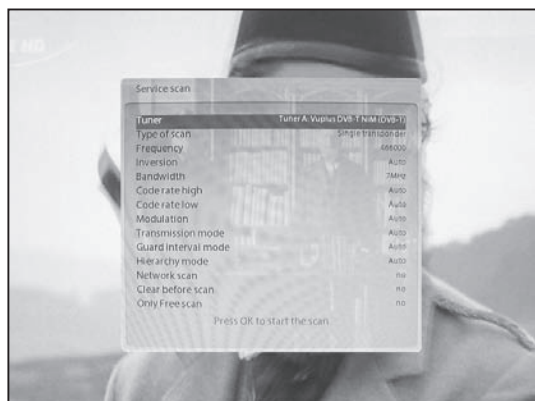 Service scan
Tuner Tuner A: Vuplus DVB-T NIM (DVB-T)
Type of scan Single transponder
Frequency 466000
Inversion Auto
Bandwidth 7MHz
Code rate high Auto
Code rate low Auto
Modulation Auto
Transmission mode Auto
Guard interval mode Auto
Hierarchy mode Auto
Network scan no
Clear before scan no
Only Free scan no
Press OK to start the scan